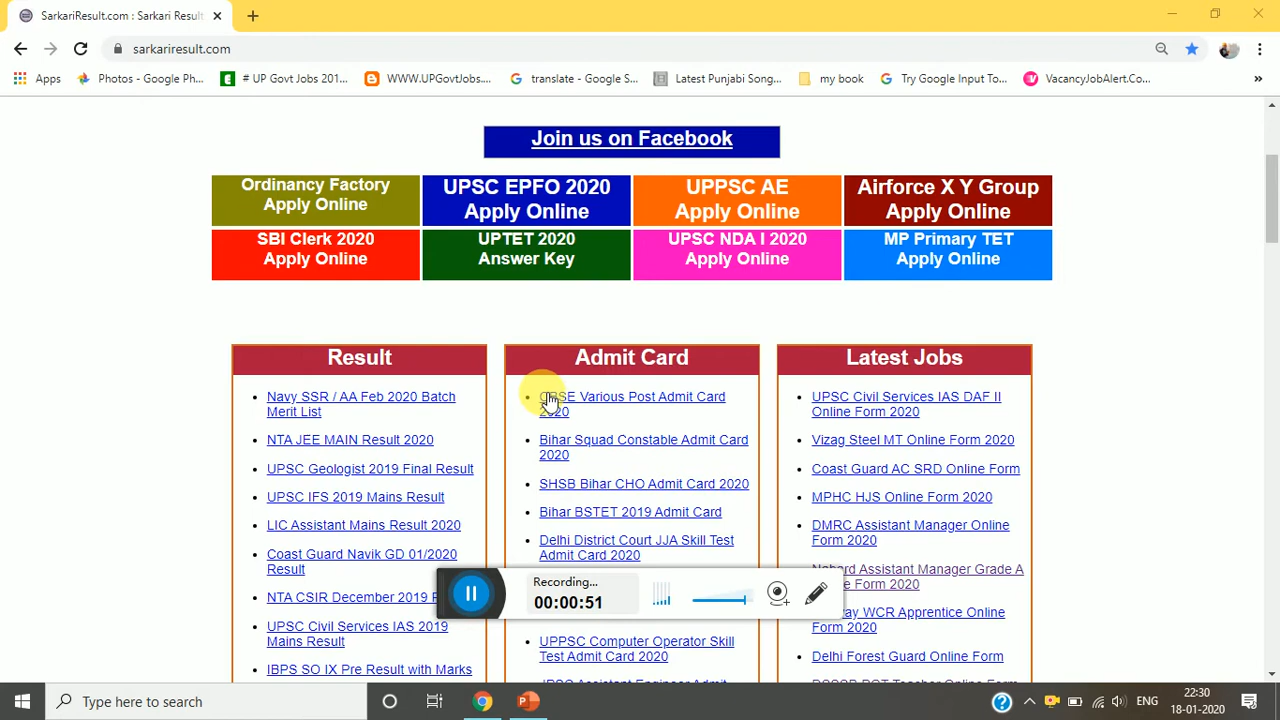 SarkariResult.com : Sarkari Result
sarkariresult.com
Apps
Photos - Google Ph...
# UP Govt Jobs 201...
WWW.UPGovtJobs....
translate - Google S...
Latest Punjabi Song...
my book
Try Google Input To...
VacancyJobAlert.Co...
»
Join us on Facebook
Ordinancy Factory
Apply Online
UPSC EPFO 2020
Apply Online
UPPSC AE
Apply Online
Airforce X Y Group
Apply Online
SBI Clerk 2020
Apply Online
UPTET 2020
Answer Key
UPSC NDA I 2020
Apply Online
MP Primary TET
Apply Online
Result
Navy SSR / AA Feb 2020 Batch
Merit List
NTA JEE MAIN Result 2020
UPSC Geologist 2019 Final Result
UPSC IFS 2019 Mains Result
LIC Assistant Mains Result 2020
Coast Guard Navik GD 01/2020
Result
NTA CSIR December 2019
UPSC Civil Services IAS 2019
Mains Result
IBPS SO IX Pre Result with Marks
Admit Card
Various Post Admit Card
2020
Bihar Squad Constable Admit Card
2020
SHSB Bihar CHO Admit Card 2020
Bihar BSTET 2019 Admit Card
Delhi District Court JJA Skill Test
Admit Card 2020
UPPSC Computer Operator Skill
Test Admit Card 2020
Latest Jobs
UPSC Civil Services IAS DAF II
Online Form 2020
Vizag Steel MT Online Form 2020
Coast Guard AC SRD Online Form
MPHC HJS Online Form 2020
DMRC Assistant Manager Online
Form 2020
Assistant Manager Grade A
Form 2020
WCR Apprentice Online
Form 2020
Delhi Forest Guard Online Form
Recording...
00:00:51
Type here to search
ENG
22:30
18-01-2020